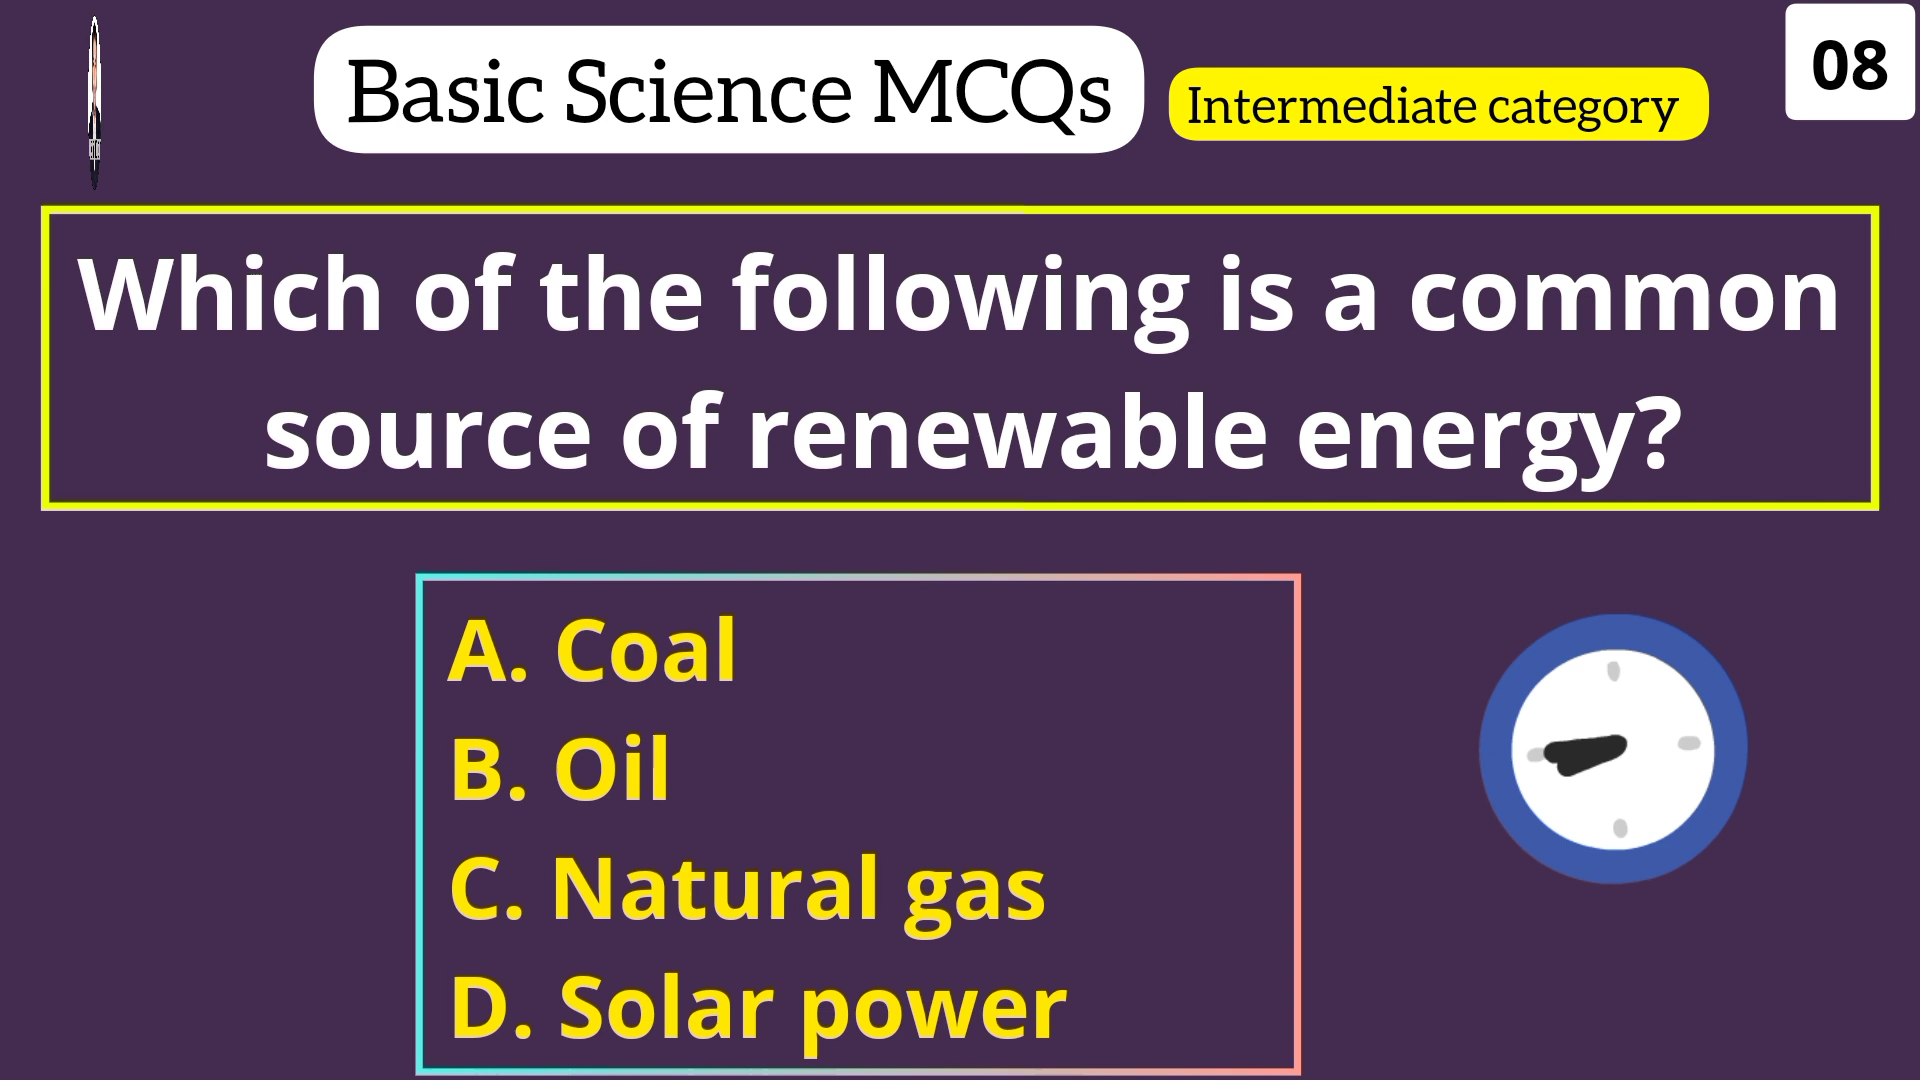 Basic Science MCQs
Intermediate category
08
Which of the following is a common
source of renewable energy?
A. Coal
B. Oil
C. Natural gas
D. Solar power